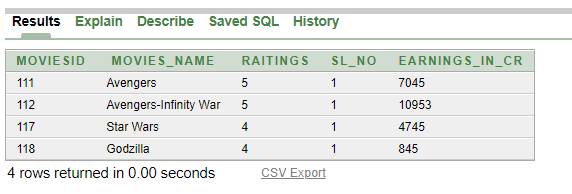 Results Explain Describe Saved SQL History
MOVIESID MOVIES_NAME RAITINGS SL_NO EARNINGS_IN_CR
111 Avengers 5 1 7045
112 Avengers-Infinity War 5 1 10953
117 Star Wars 4 1 4745
118 Godzilla 4 1 845
4 rows returned in 0.00 seconds CSV Export